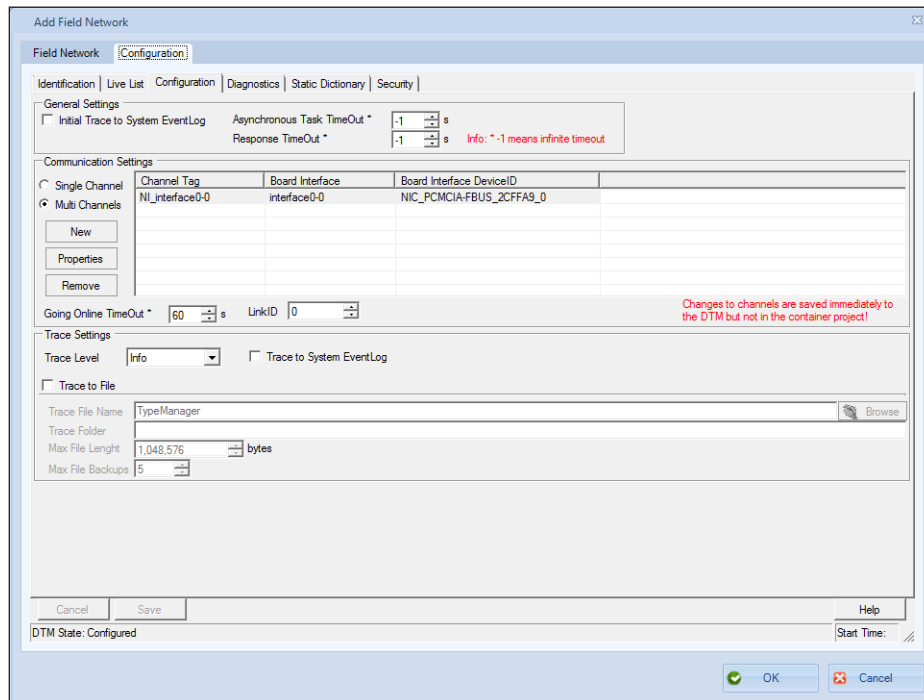 Add Field Network
Field Network Configuration
Identification Live List Configuration Diagnostics Static Dictionary Security
General Settings
Initial Trace to System EventLog Asynchronous Task TimeOut * -1 s
Response TimeOut * -1 s Info: * -1 means infinite timeout
Communication Settings
Single Channel
Multi Channels
Channel Tag Board Interface Board Interface DeviceID
NI_interface0-0 interface0-0 NIC_PCMCIA-FBUS_2CFFA9_0
New
Properties
Remove
Going Online TimeOut * 60 s LinkID 0
Changes to channels are saved immediately to
the DTM but not in the container project!
Trace Settings
Trace Level Info Trace to System EventLog
Trace to File
Trace File Name TypeManager Browse
Trace Folder
Max File Lenght 1,048,576 bytes
Max File Backups 5
Cancel Save Help
DTM State: Configured Start Time:
OK Cancel